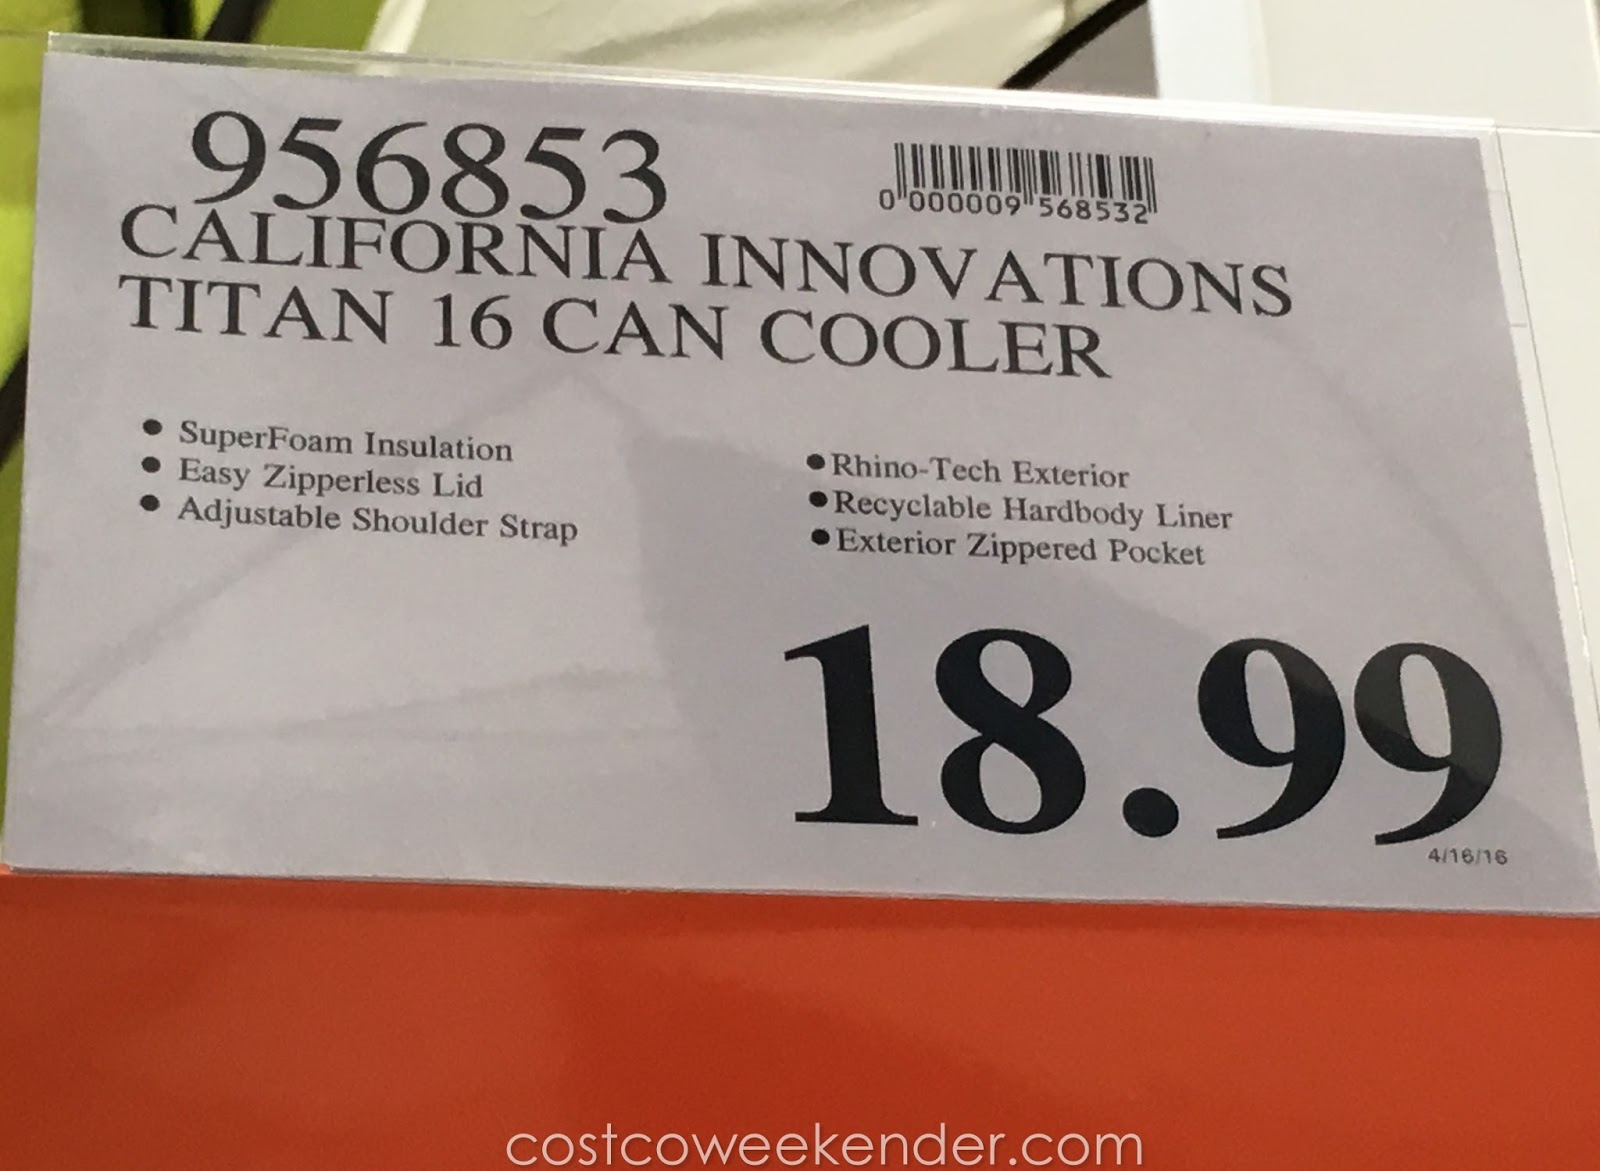 956853
0 000009 568532
CALIFORNIA INNOVATIONS
TITAN 16 CAN COOLER
● SuperFoam Insulation
● Easy Zipperless Lid
● Adjustable Shoulder Strap
● Rhino-Tech Exterior
● Recyclable Hardbody Liner
● Exterior Zippered Pocket
18.99
4/16/16
costcoweekender.com